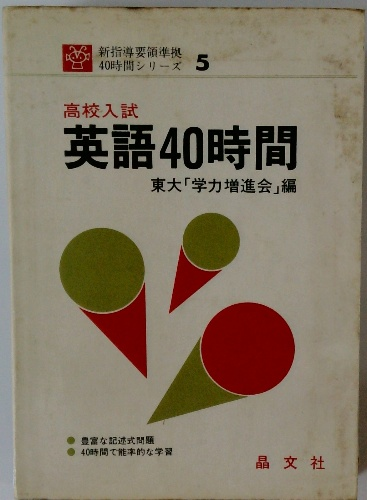 新指導要領準拠
40時間シリーズ 5
高校入試
英語40時間
東大「学力増進会」編
● 豊富な記述式問題
● 40時間で能率的な学習
晶文社